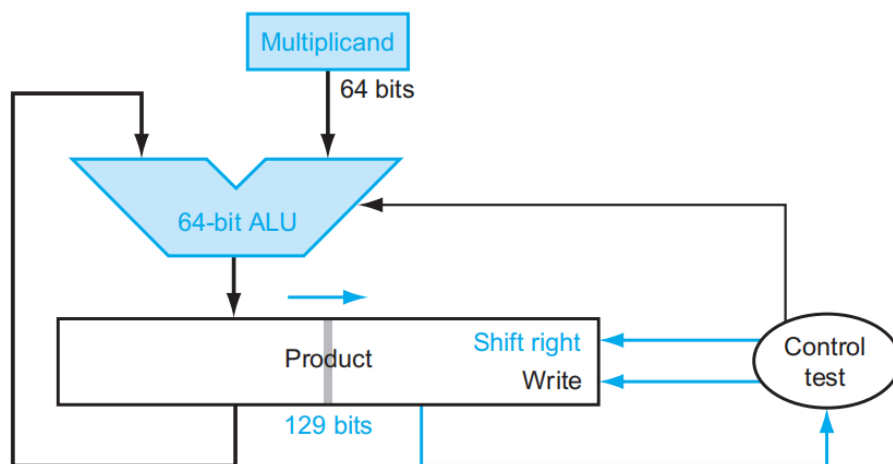 Multiplicand
64 bits
64-bit ALU
Product
Shift right
Write
129 bits
Control
test